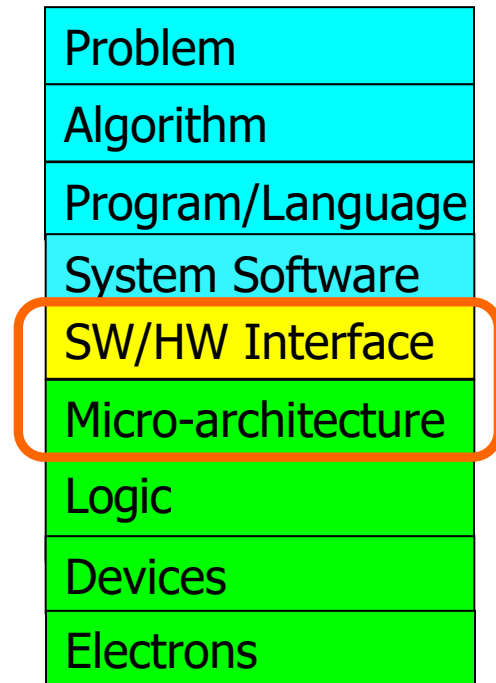 Problem
Algorithm
Program/Language
System Software
SW/HW Interface
Micro-architecture
Logic
Devices
Electrons